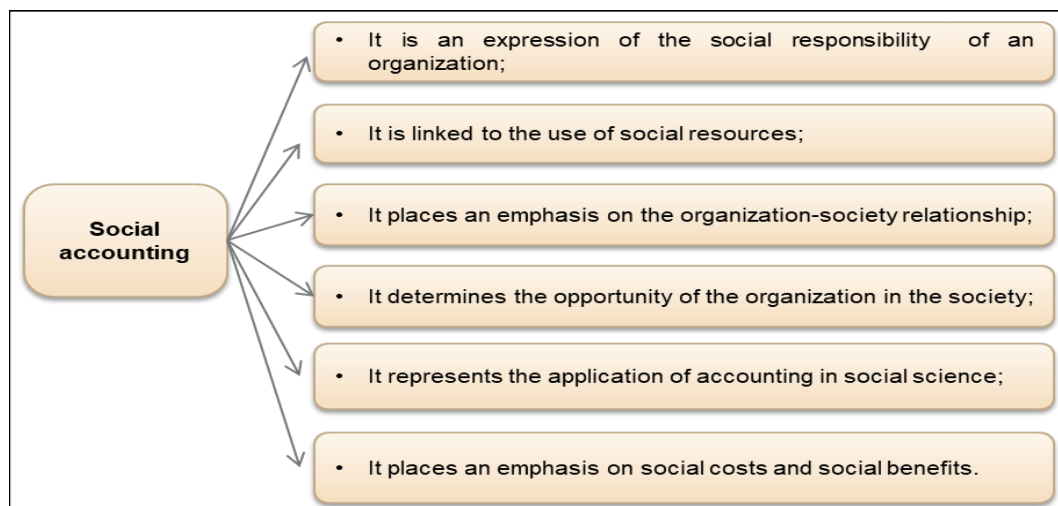 • It is an expression of the social responsibility of an
organization;
• It is linked to the use of social resources;
Social
accounting
• It places an emphasis on the organization-society relationship;
• It determines the opportunity of the organization in the society;
• It represents the application of accounting in social science;
• It places an emphasis on social costs and social benefits.